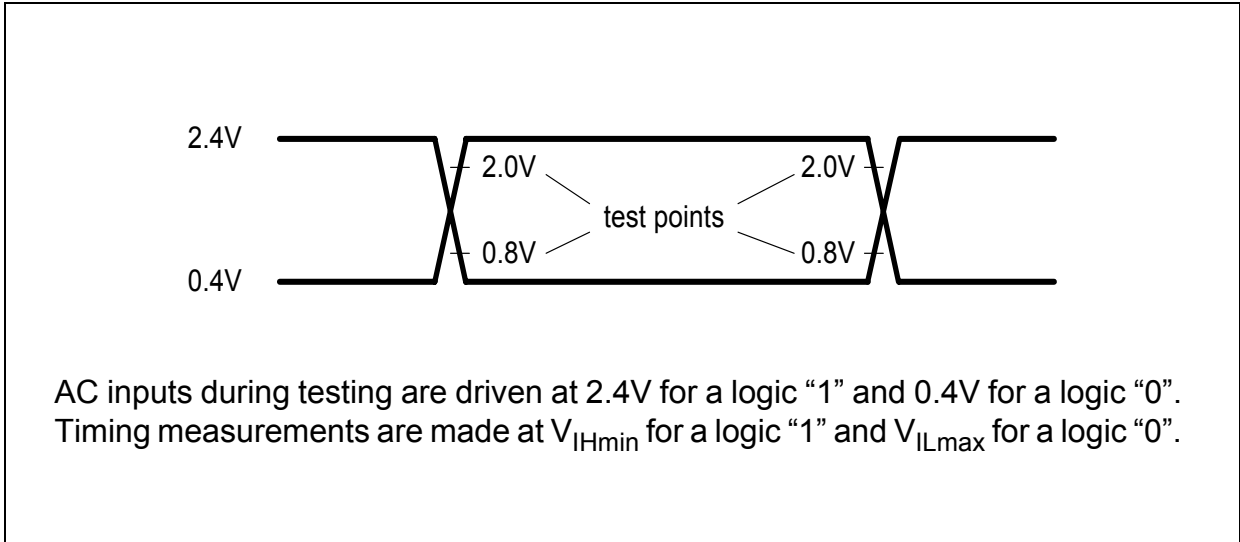 2.4V
2.0V
2.0V
test points
0.8V
0.8V
0.4V
AC inputs during testing are driven at 2.4V for a logic “1” and 0.4V for a logic “0”.
Timing measurements are made at VIHmin for a logic “1” and VILmax for a logic “0”.